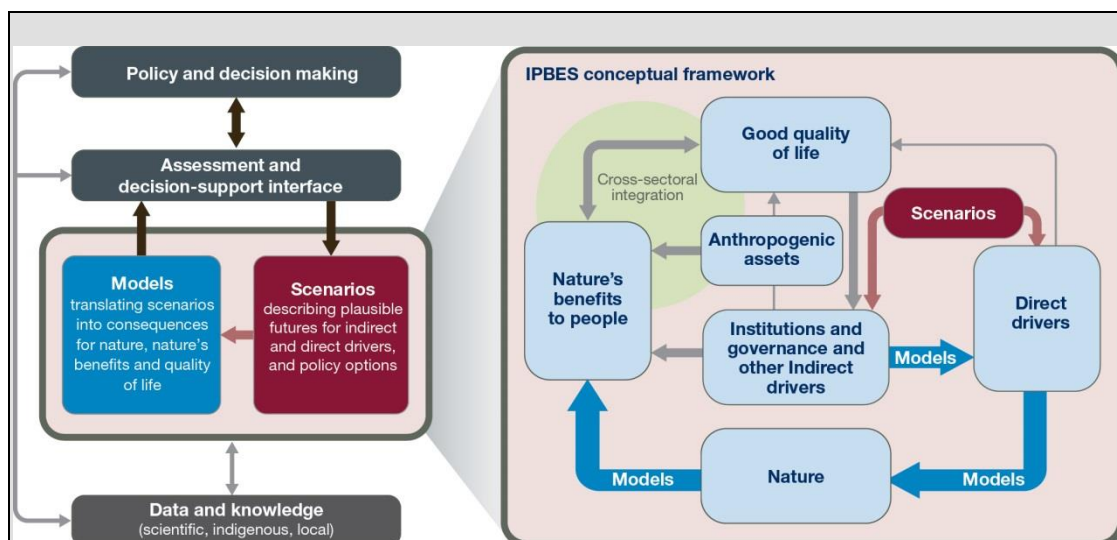 Policy and decision making
Assessment and
decision-support interface
Models
translating scenarios
into consequences
for nature, nature's
benefits and quality
of life
Scenarios
describing plausible
futures for indirect
and direct drivers,
and policy options
Data and knowledge
(scientific, indigenous, local)
IPBES conceptual framework
Good quality
of life
Cross-sectoral
integration
Scenarios
Anthropogenic
assets
Nature's
benefits
to people
Direct
drivers
Institutions and
governance and
other Indirect
drivers
Models
Models
Nature
Models